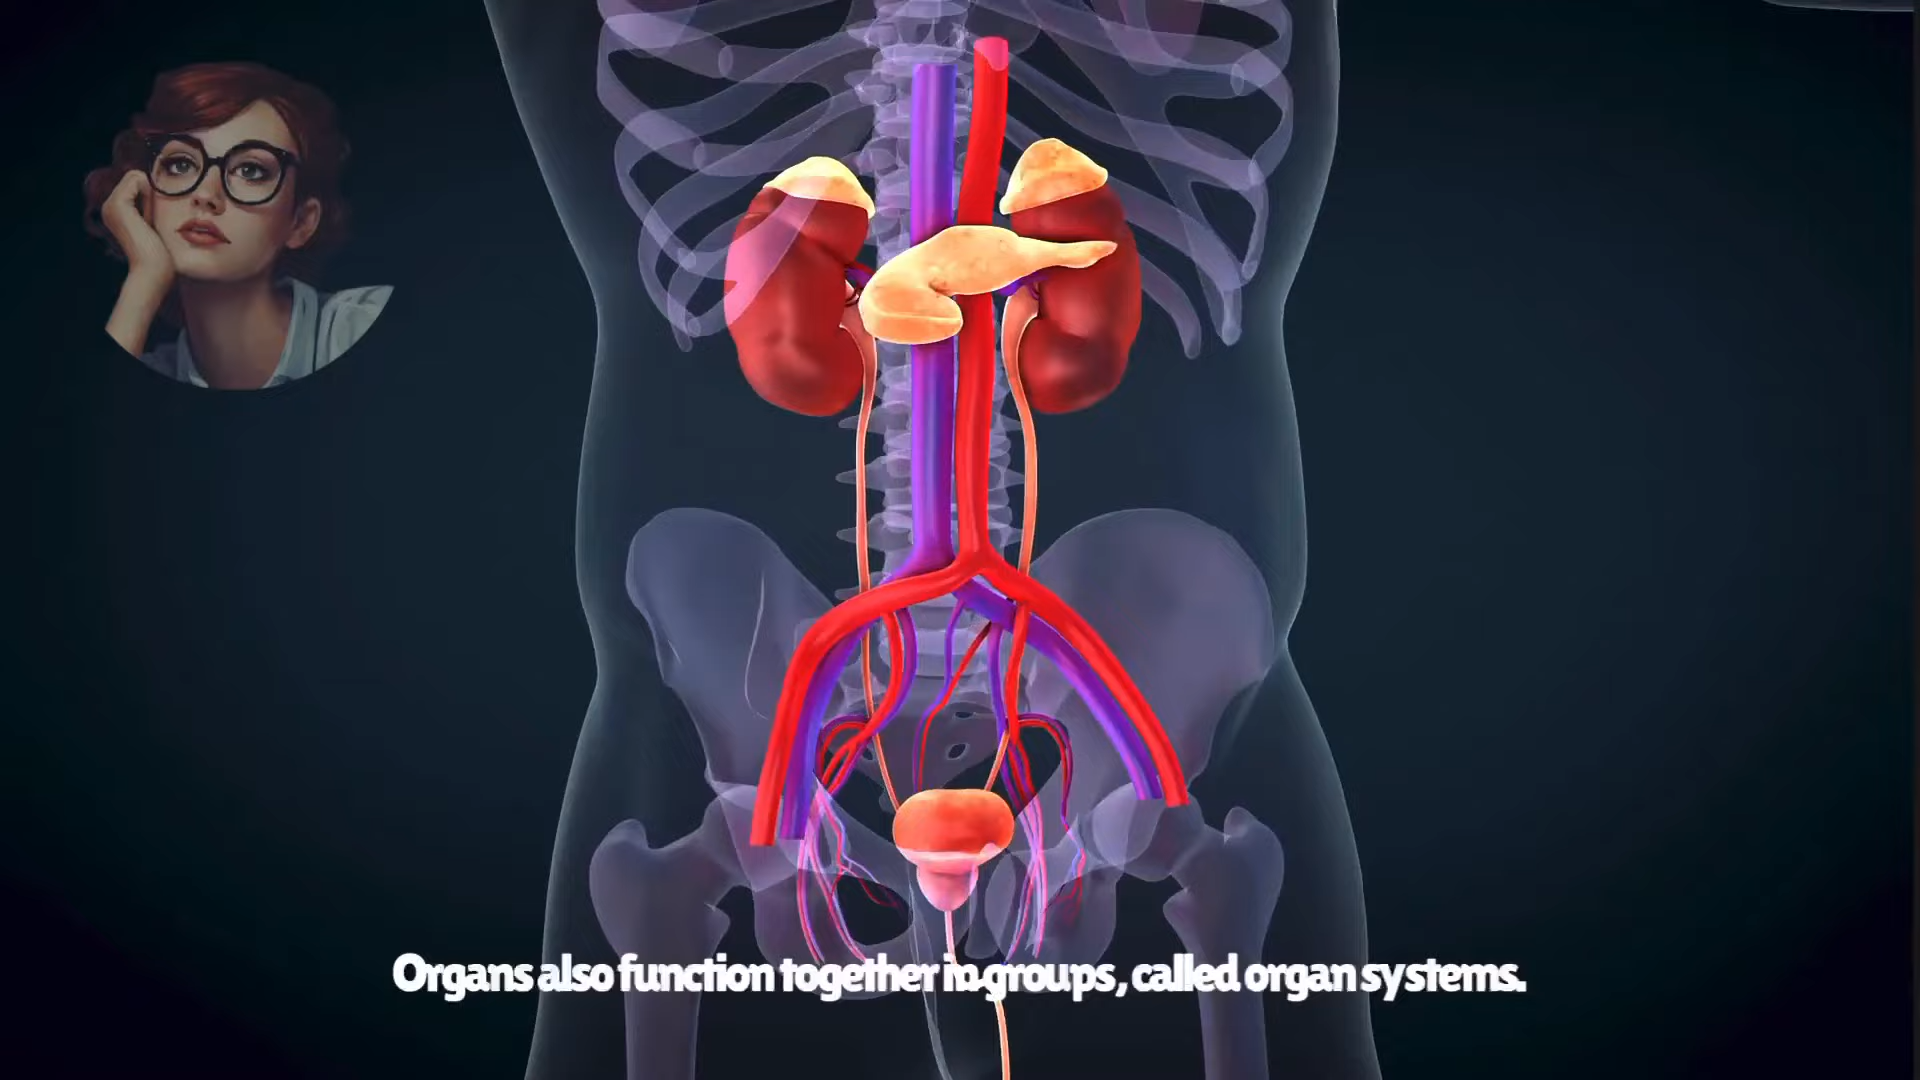 Organs also function together in groups, called organ systems.